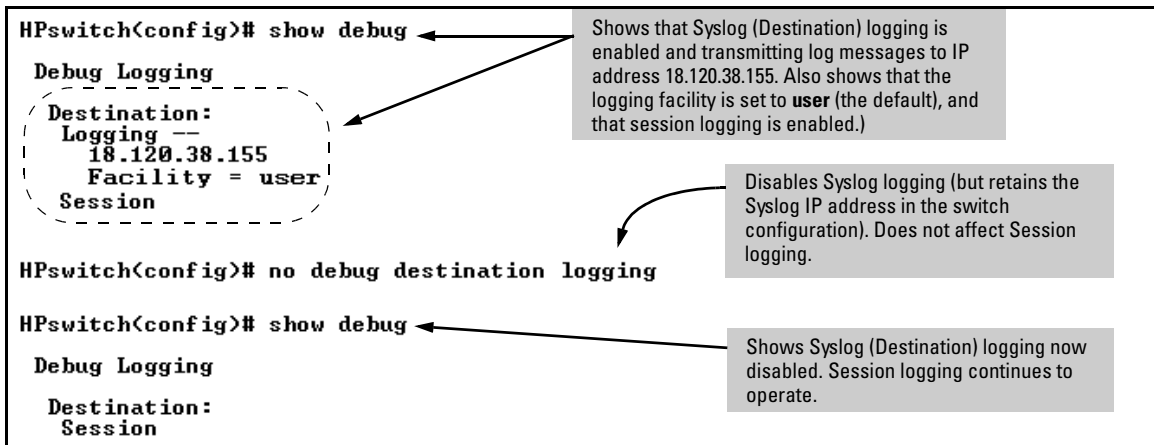 HPswitch(config)# show debug
Shows that Syslog (Destination) logging is
enabled and transmitting log messages to IP
address 18.120.38.155. Also shows that the
logging facility is set to user (the default), and
that session logging is enabled.)
Debug Logging
Destination:
Logging --
18.120.38.155
Facility = user
Session
Disables Syslog logging (but retains the
Syslog IP address in the switch
configuration). Does not affect Session
logging.
HPswitch(config)# no debug destination logging
HPswitch(config)# show debug
Shows Syslog (Destination) logging now
disabled. Session logging continues to
operate.
Debug Logging
Destination:
Session